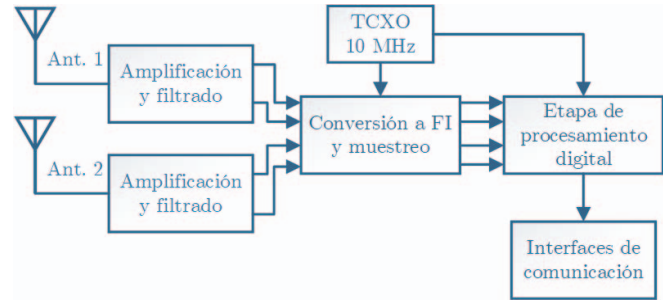 TCXO
10 MHz
Ant. 1
Amplificación
y filtrado
Conversión a FI
y muestreo
Etapa de
procesamiento
digital
Ant. 2
Amplificación
y filtrado
Interfaces de
comunicación